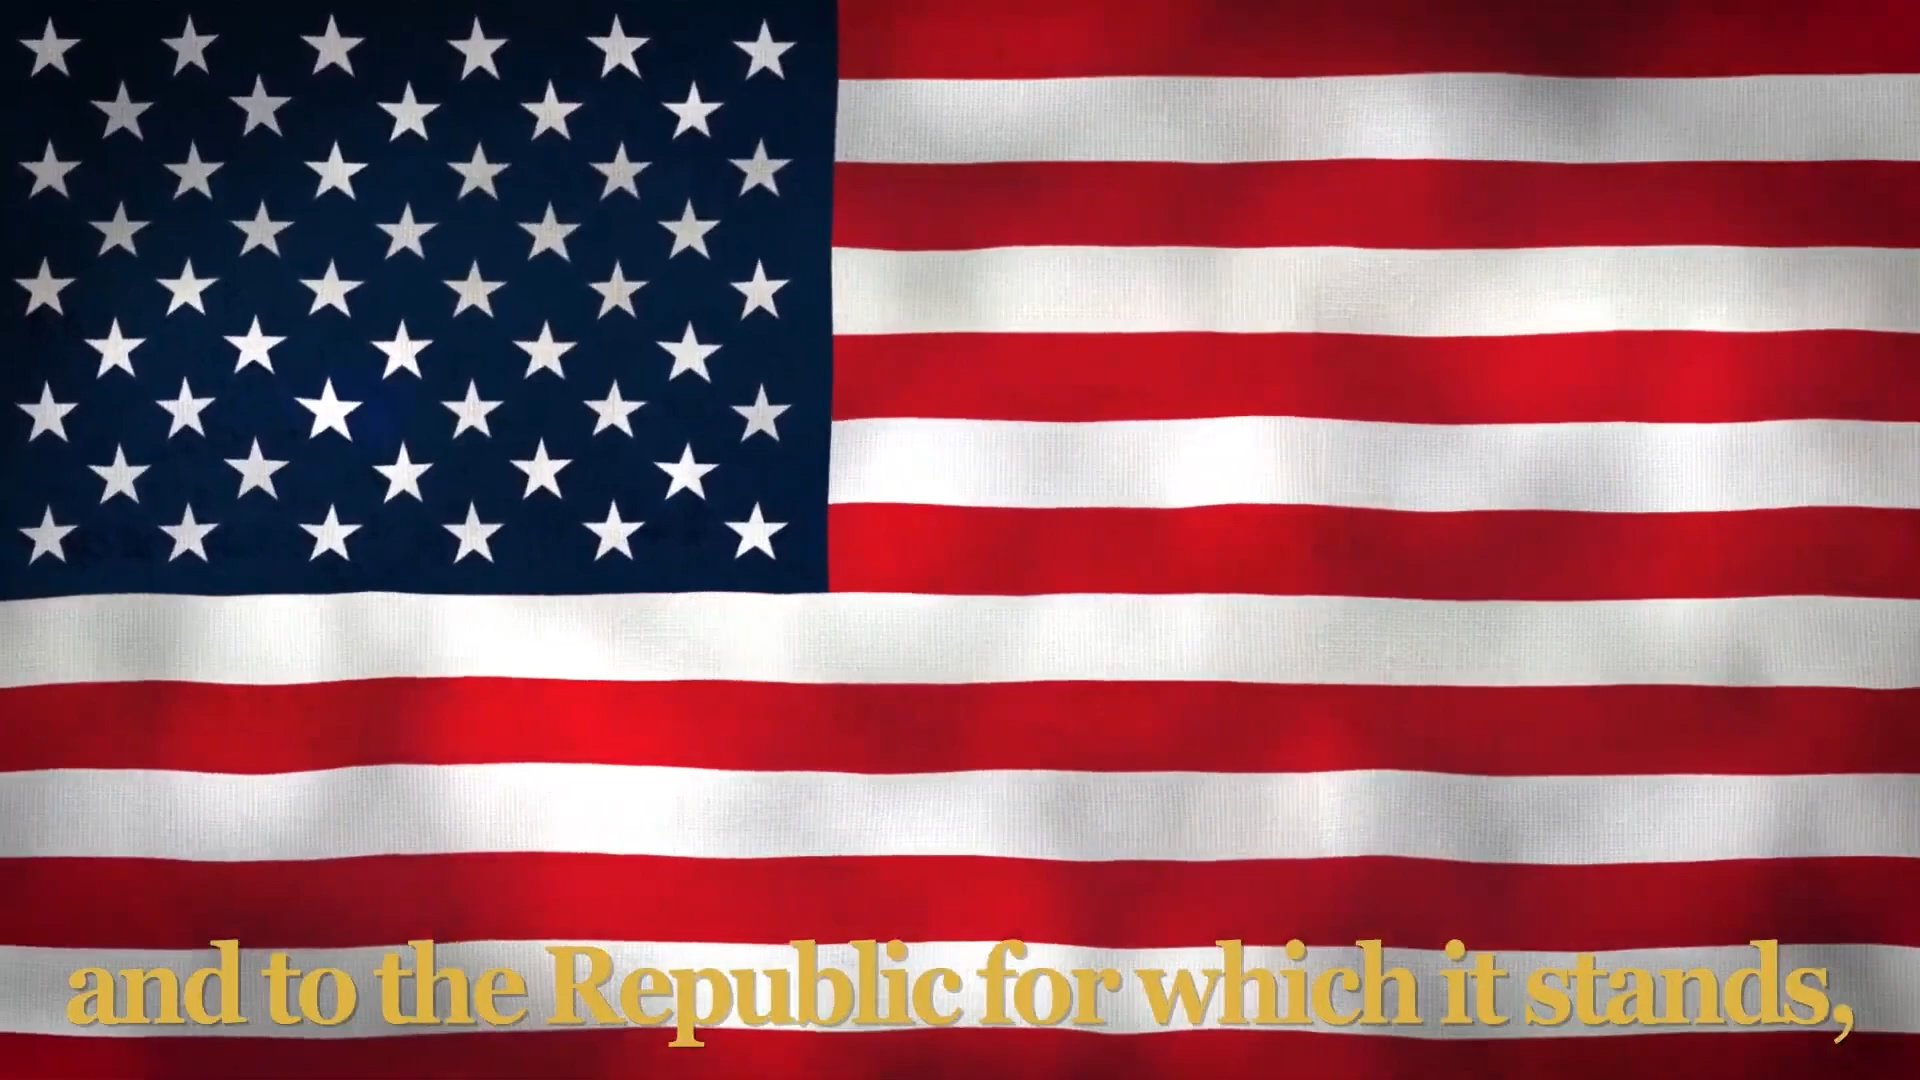 and to the Republic for which it stands,